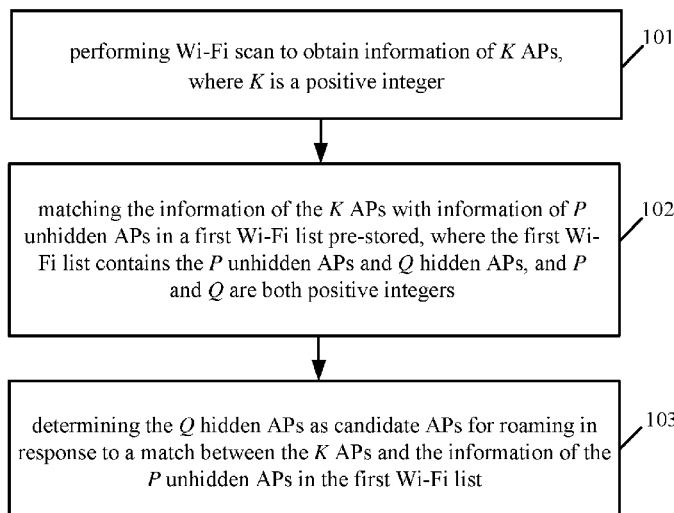 performing Wi-Fi scan to obtain information of K APs,
where K is a positive integer
101
matching the information of the K APs with information of P
unhidden APs in a first Wi-Fi list pre-stored, where the first Wi-
Fi list contains the P unhidden APs and Q hidden APs, and P
and Q are both positive integers
102
determining the Q hidden APs as candidate APs for roaming in
response to a match between the K APs and the information of the
P unhidden APs in the first Wi-Fi list
103